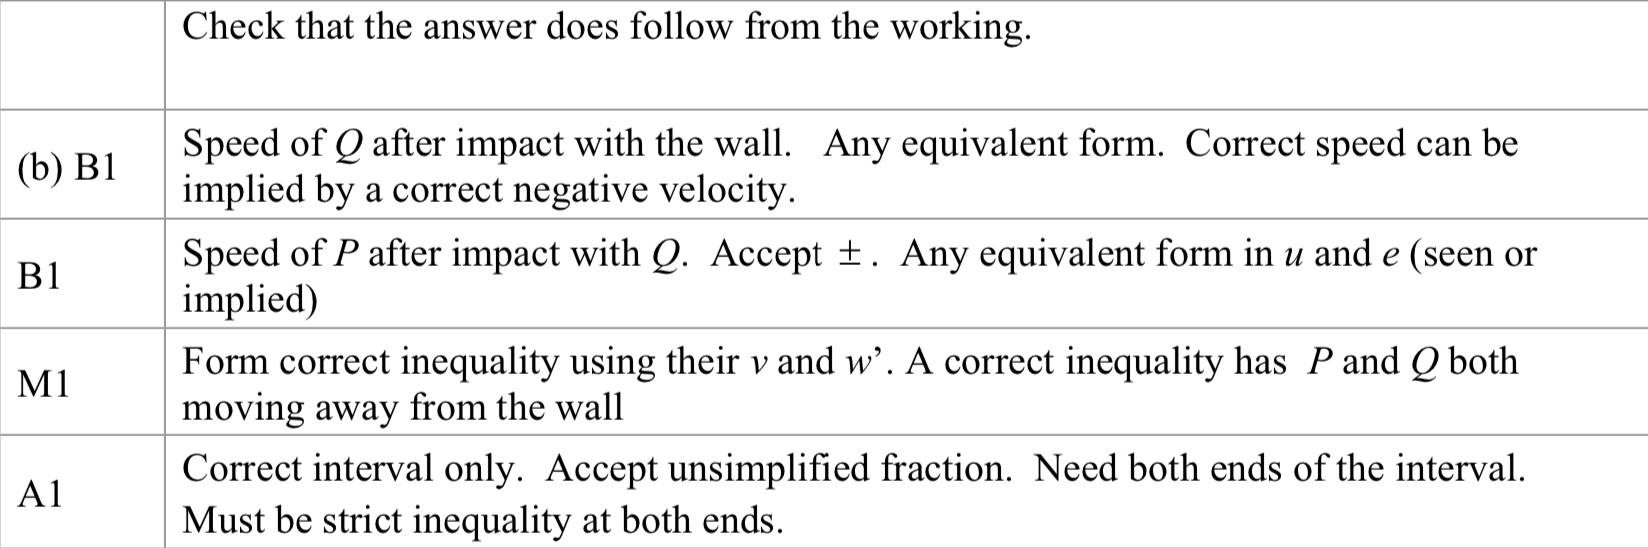 Check that the answer does follow from the working.
(b) B1
Speed of Q after impact with the wall.   Any equivalent form.  Correct speed can be
implied by a correct negative velocity.
B1
Speed of P after impact with Q.  Accept ± .  Any equivalent form in u and e (seen or
implied)
M1
Form correct inequality using their v and w’. A correct inequality has  P and Q both
moving away from the wall
A1
Correct interval only.  Accept unsimplified fraction.  Need both ends of the interval.
Must be strict inequality at both ends.